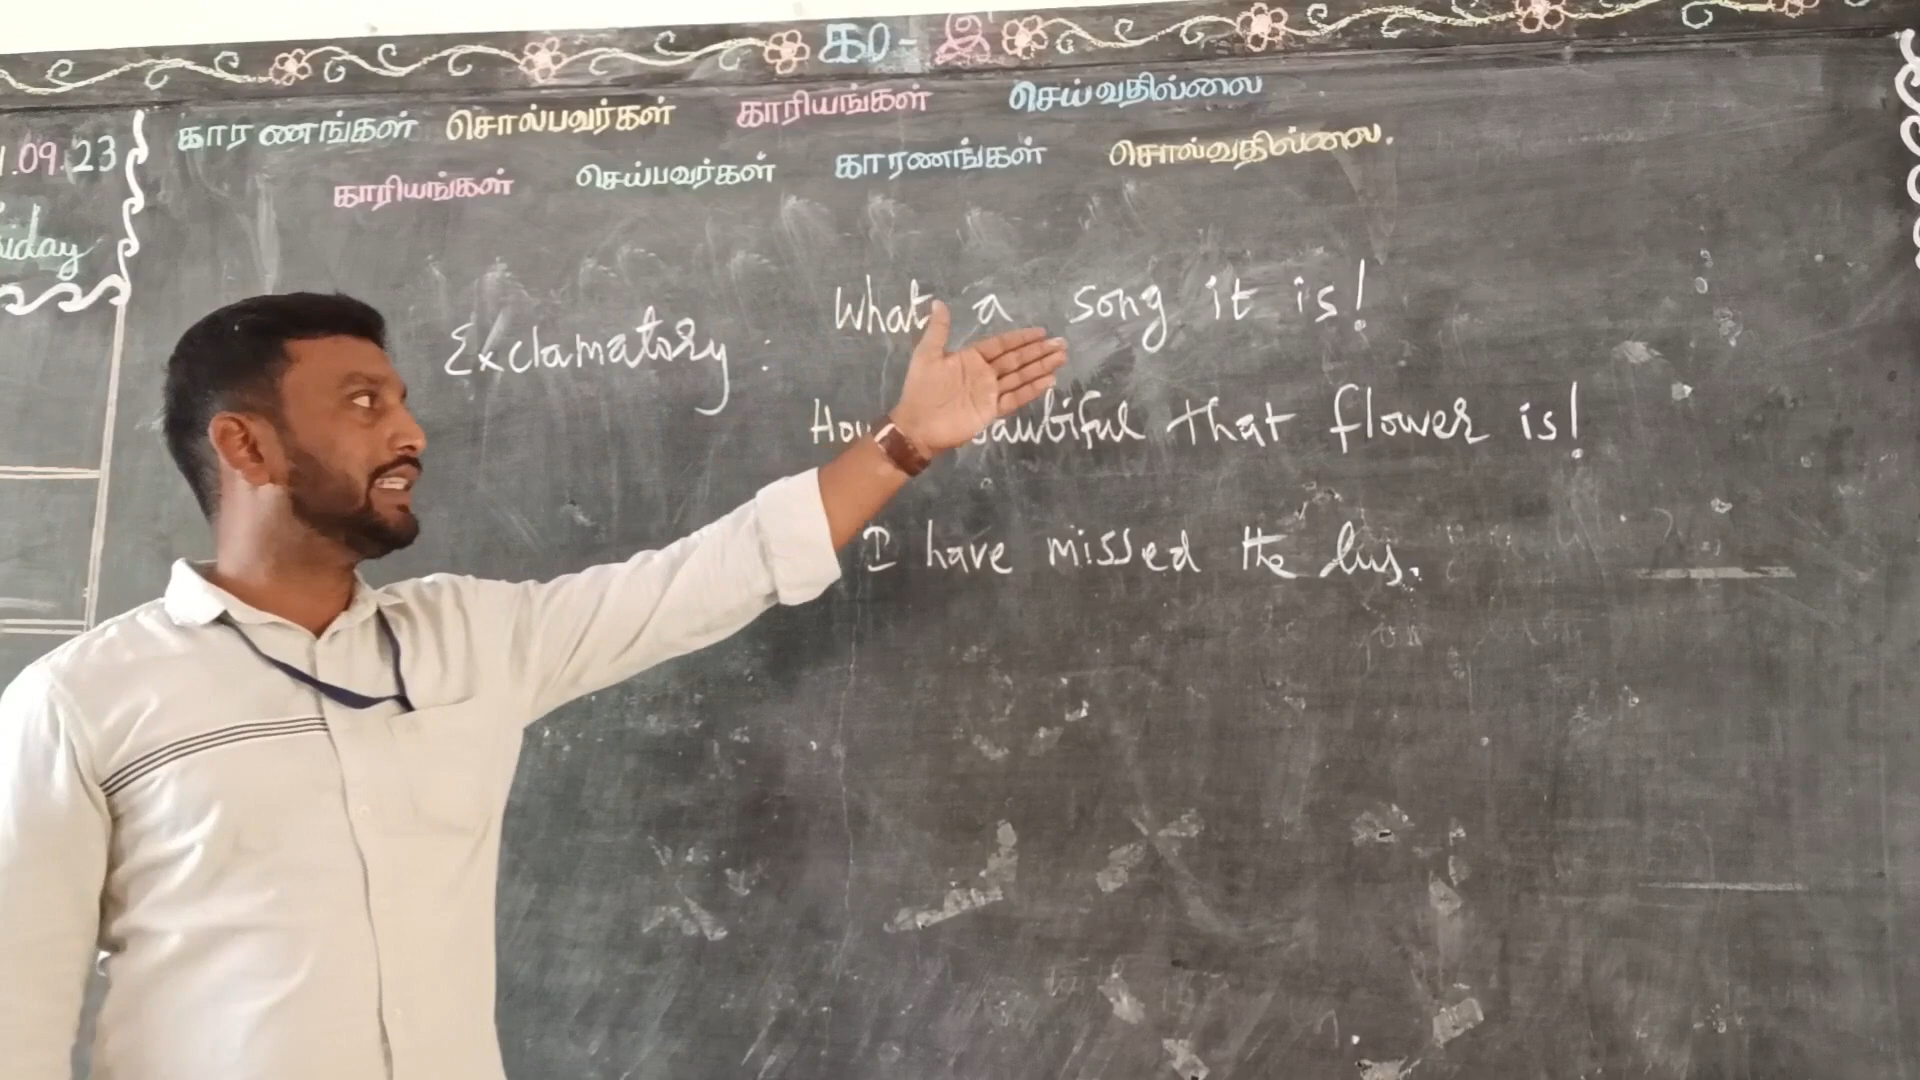 கம - இ
.09.23
காரணங்கள் சொல்பவர்கள் காரியங்கள் செய்வதில்லை
காரியங்கள் செய்பவர்கள் காரணங்கள் சொல்வதில்லை.
iday
Exclamatory : What a song it is!
that flower is!
I have missed the bus.